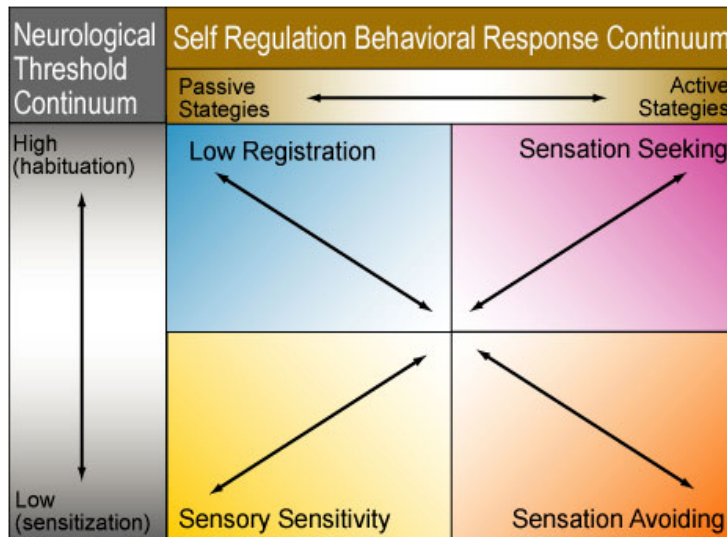 Neurological
Threshold
Continuum
Self Regulation Behavioral Response Continuum
Passive
Stategies
Active
Stategies
High
(habituation)
Low Registration
Sensation Seeking
Low
(sensitization)
Sensory Sensitivity
Sensation Avoiding